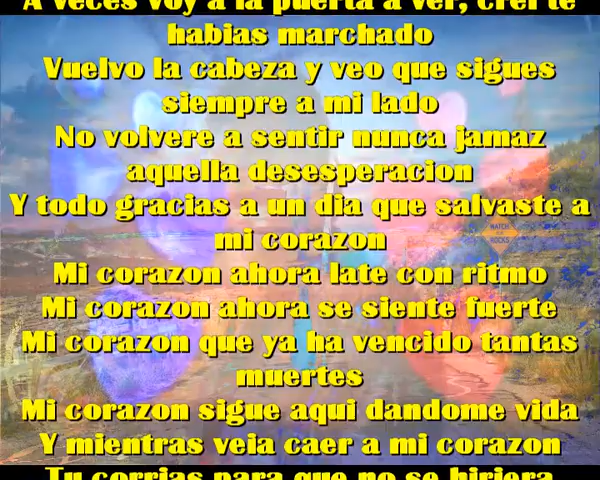 A veces voy a la puerta a ver, crei te
habias marchado
Vuelvo la cabeza y veo que sigues
siempre a mi lado
No volvere a sentir nunca jamaz
aquella desesperacion
Y todo gracias a un dia que salvaste a
mi corazon
Mi corazon ahora late con ritmo
Mi corazon ahora se siente fuerte
Mi corazon que ya ha vencido tantas
muertes
Mi corazon sigue aqui dandome vida
Y mientras veia caer a mi corazon
Tu corrias para que no se hiriera
WATCH
ROCKS